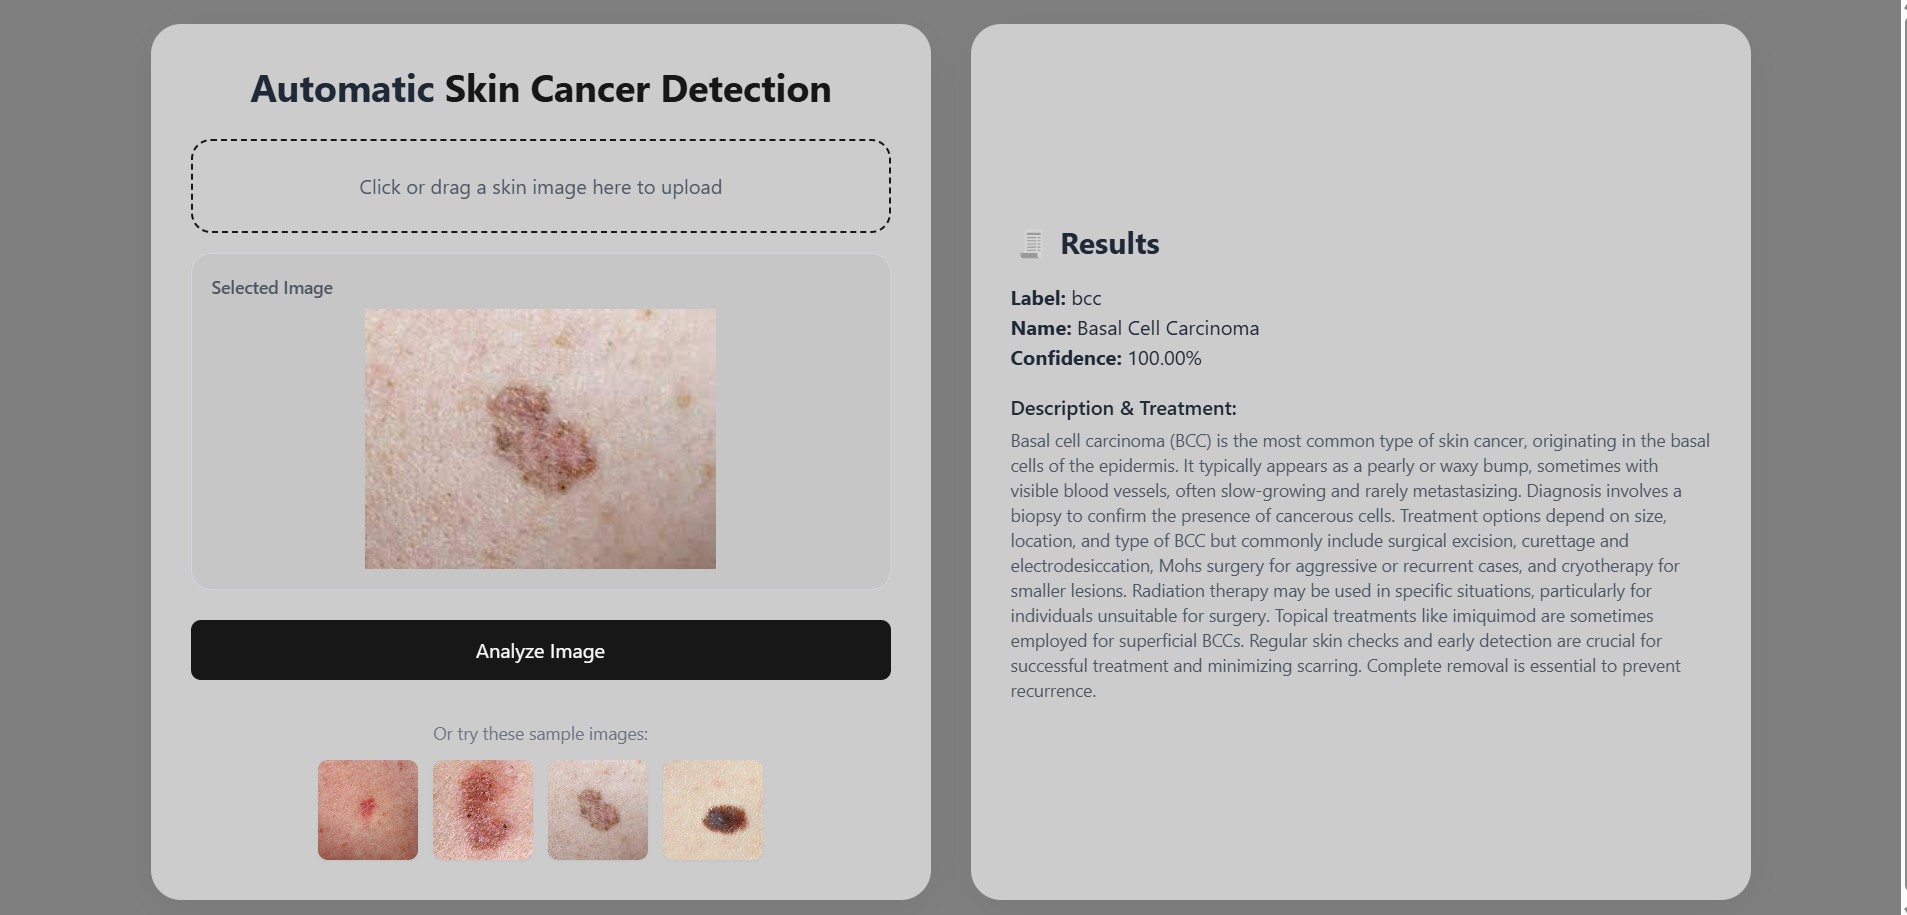 Automatic Skin Cancer Detection
Click or drag a skin image here to upload
Selected Image
Analyze Image
Or try these sample images:
Results
Label: bcc
Name: Basal Cell Carcinoma
Confidence: 100.00%
Description & Treatment:
Basal cell carcinoma (BCC) is the most common type of skin cancer, originating in the basal
cells of the epidermis. It typically appears as a pearly or waxy bump, sometimes with
visible blood vessels, often slow-growing and rarely metastasizing. Diagnosis involves a
biopsy to confirm the presence of cancerous cells. Treatment options depend on size,
location, and type of BCC but commonly include surgical excision, curettage and
electrodesiccation, Mohs surgery for aggressive or recurrent cases, and cryotherapy for
smaller lesions. Radiation therapy may be used in specific situations, particularly for
individuals unsuitable for surgery. Topical treatments like imiquimod are sometimes
employed for superficial BCCs. Regular skin checks and early detection are crucial for
successful treatment and minimizing scarring. Complete removal is essential to prevent
recurrence.